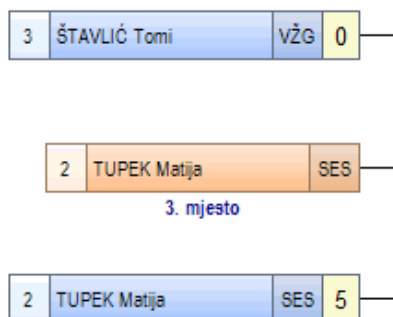 3 ŠTAVLIĆ Tomi VŽG 0
2 TUPEK Matija SES
3. mjesto
2 TUPEK Matija SES 5